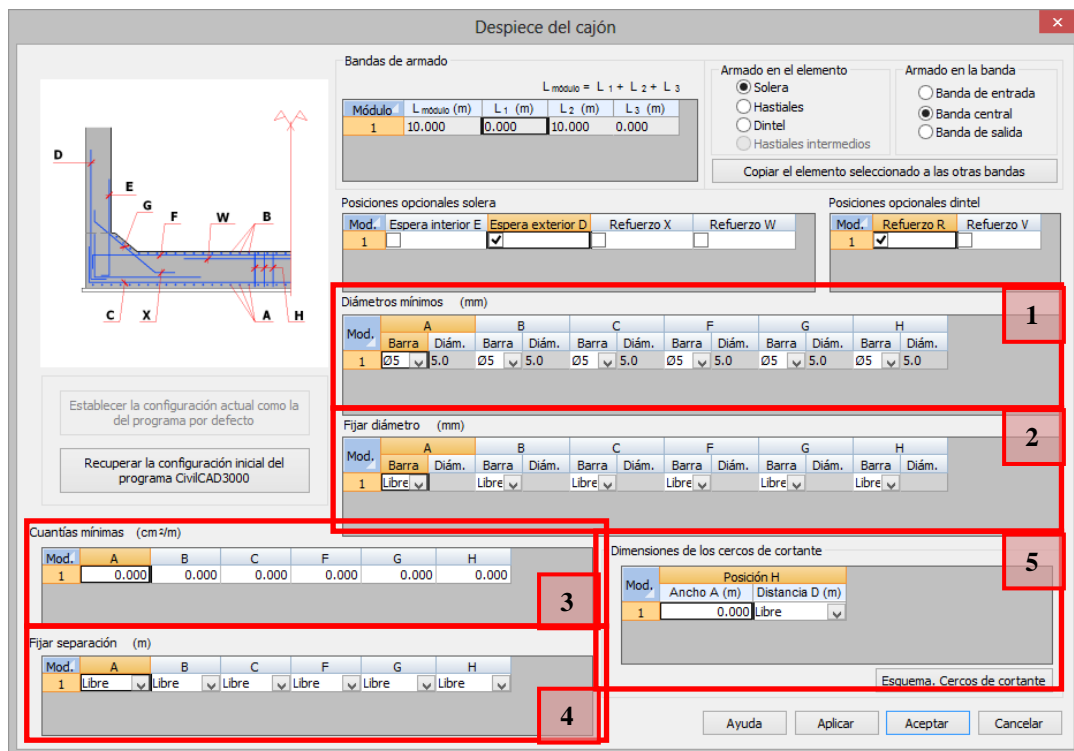 Despiece del cajón
×
Bandas de armado
L módulo = L 1 + L 2 + L 3
Módulo L módulo (m) L 1 (m) L 2 (m) L 3 (m)
1 10.000 0.000 10.000 0.000
Armado en el elemento
Solera
Hastiales
Dintel
Hastiales intermedios
Armado en la banda
Banda de entrada
Banda central
Banda de salida
Copiar el elemento seleccionado a las otras bandas
D
E
G
F W B
C X A H
Posiciones opcionales solera
Mod. Espera interior E Espera exterior D Refuerzo X Refuerzo W
1
Posiciones opcionales dintel
Mod. Refuerzo R Refuerzo V
1
Diámetros mínimos (mm)
1
Mod. A B C F G H
Barra Diám. Barra Diám. Barra Diám. Barra Diám. Barra Diám. Barra Diám.
1 Ø5 5.0 Ø5 5.0 Ø5 5.0 Ø5 5.0 Ø5 5.0 Ø5 5.0
Establecer la configuración actual como la
del programa por defecto
Recuperar la configuración inicial del
programa CivilCAD3000
Fijar diámetro (mm)
2
Mod. A B C F G H
Barra Diám. Barra Diám. Barra Diám. Barra Diám. Barra Diám. Barra Diám.
1 Libre Libre Libre Libre Libre Libre
Cuantías mínimas (cm²/m)
Mod. A B C F G H
1 0.000 0.000 0.000 0.000 0.000 0.000
3
Dimensiones de los cercos de cortante
5
Mod. Posición H
Ancho A (m) Distancia D (m)
1 0.000 Libre
Esquema. Cercos de cortante
Fijar separación (m)
Mod. A B C F G H
1 Libre Libre Libre Libre Libre Libre
4
Ayuda Aplicar Aceptar Cancelar